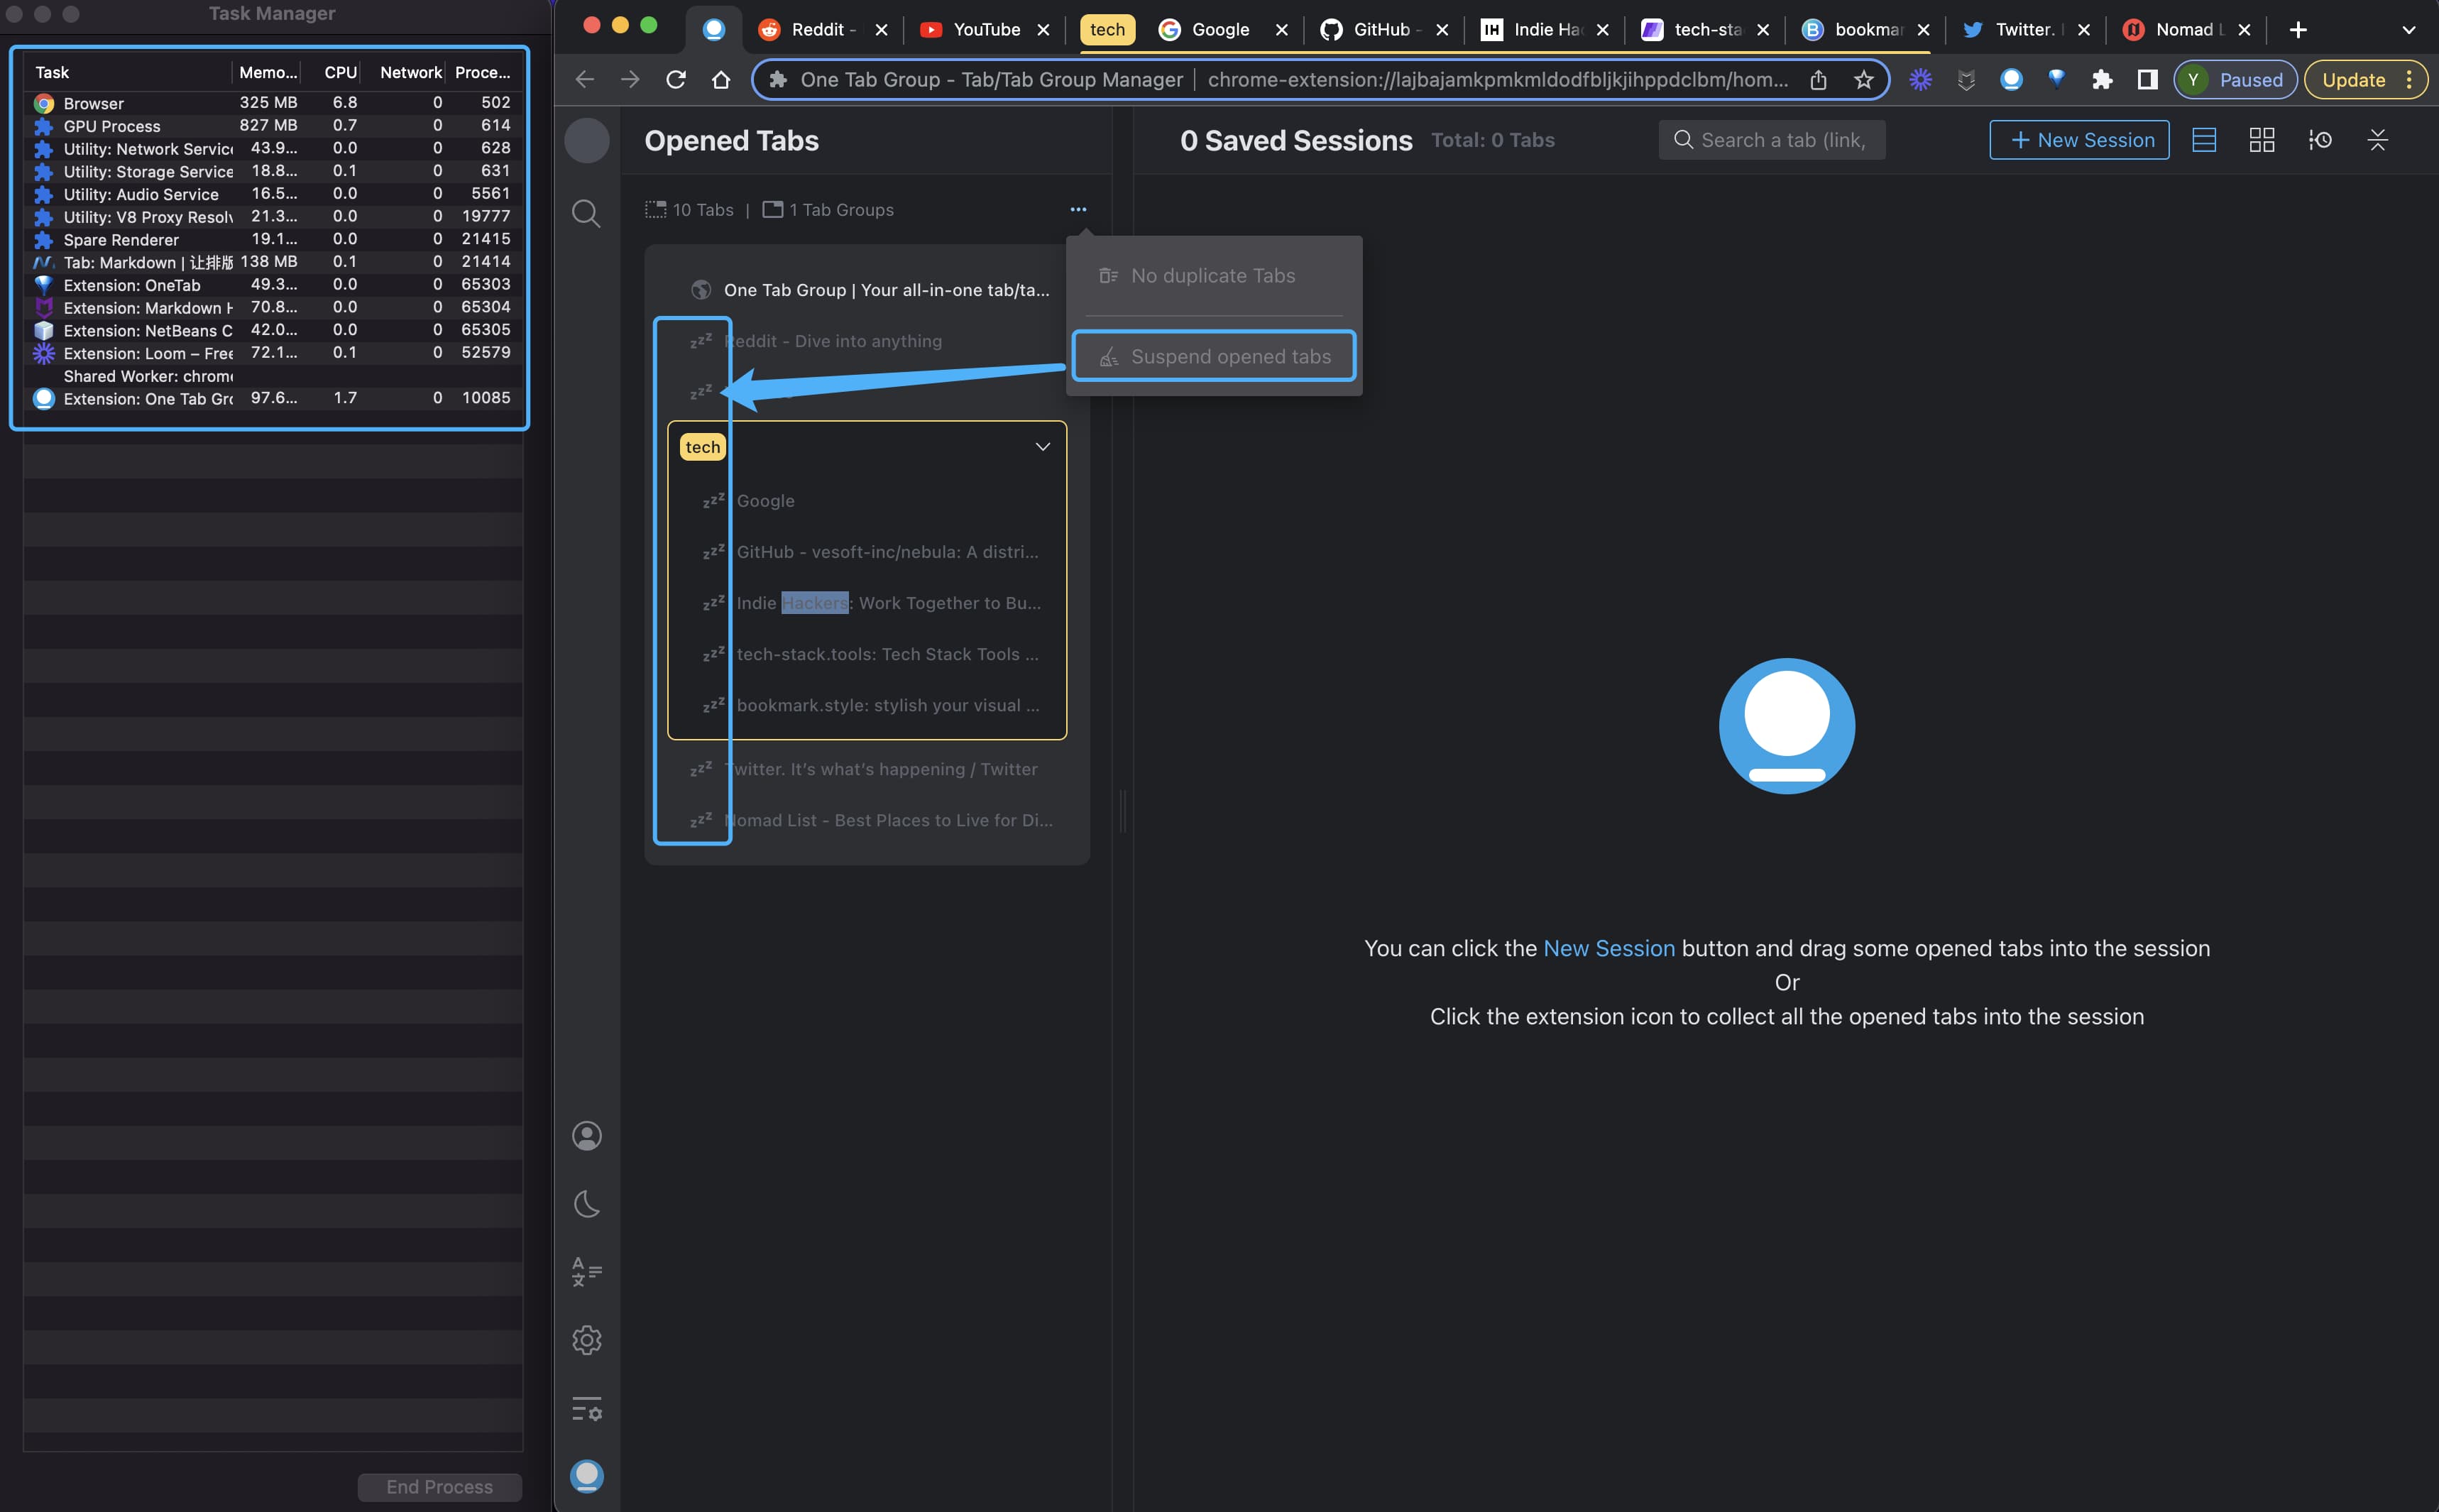 Task Manager
Task Memo... CPU Network Proce...
Browser 325 MB 6.8 0 502
GPU Process 827 MB 0.7 0 614
Utility: Network Service 43.9... 0.0 0 628
Utility: Storage Service 18.8... 0.1 0 631
Utility: Audio Service 16.5... 0.0 0 5561
Utility: V8 Proxy Resolv 21.3... 0.0 0 19777
Spare Renderer 19.1... 0.0 0 21415
Tab: Markdown | 让排版 138 MB 0.1 0 21414
Extension: OneTab 49.3... 0.0 0 65303
Extension: Markdown H 70.8... 0.0 0 65304
Extension: NetBeans C 42.0... 0.0 0 65305
Extension: Loom – Free 72.1... 0.1 0 52579
Shared Worker: chrome
Extension: One Tab Gro 97.6... 1.7 0 10085
End Process
Reddit - YouTube tech Google GitHub - Indie Hac tech-sta bookmar Twitter. Nomad L
One Tab Group - Tab/Tab Group Manager | chrome-extension://lajbajamkpmkmldodfbljkjihppdclbm/hom...
Y Paused Update
Opened Tabs
10 Tabs | 1 Tab Groups
...
No duplicate Tabs
Suspend opened tabs
One Tab Group | Your all-in-one tab/ta...
zzz Reddit - Dive into anything
zzz
tech
zzz Google
zzz GitHub - vesoft-inc/nebula: A distri...
zzz Indie Hackers: Work Together to Bu...
zzz tech-stack.tools: Tech Stack Tools ...
zzz bookmark.style: stylish your visual ...
zzz Twitter. It's what's happening / Twitter
zzz Nomad List - Best Places to Live for Di...
0 Saved Sessions Total: 0 Tabs
Search a tab (link,
+ New Session
You can click the New Session button and drag some opened tabs into the session
Or
Click the extension icon to collect all the opened tabs into the session